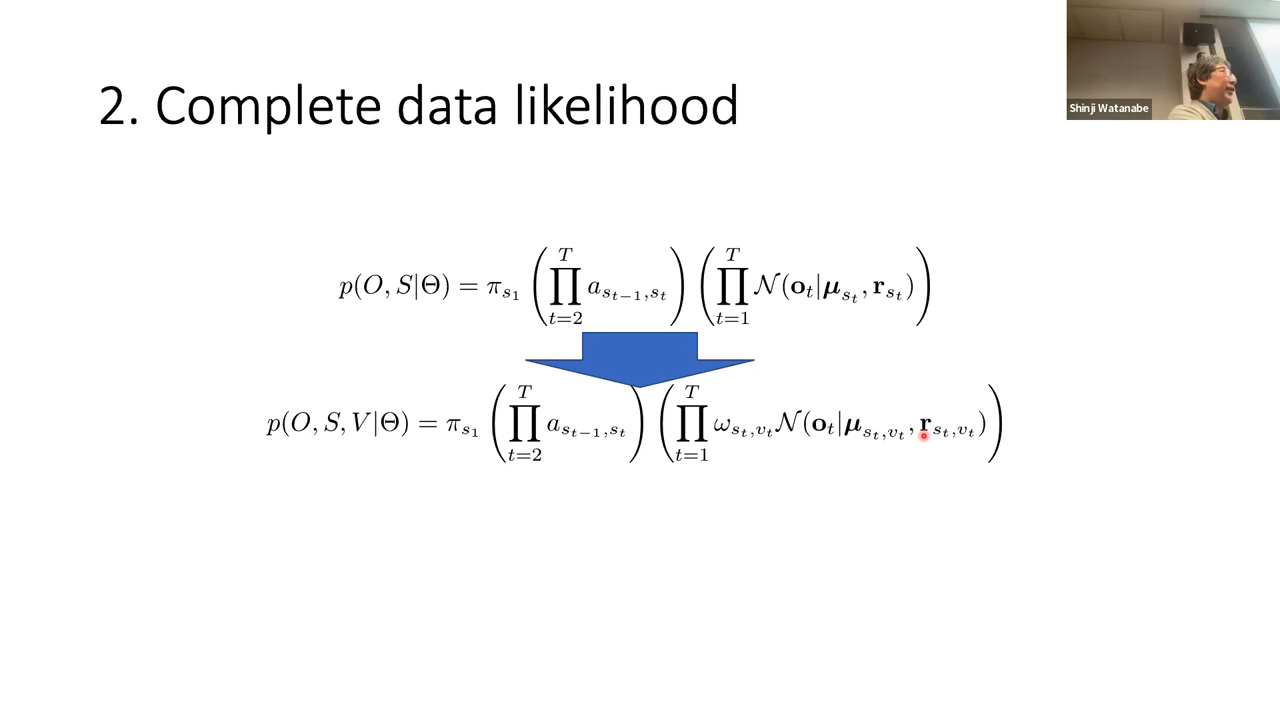 2. Complete data likelihood
Shinji Watanabe
p(O, S|Θ) = π_{s_1} ( ∏_{t=2}^{T} a_{s_{t−1},s_t} ) ( ∏_{t=1}^{T} 𝒩(o_t|μ_{s_t}, r_{s_t}) )
p(O, S, V|Θ) = π_{s_1} ( ∏_{t=2}^{T} a_{s_{t−1},s_t} ) ( ∏_{t=1}^{T} ω_{s_t,v_t} 𝒩(o_t|μ_{s_t,v_t}, r_{s_t,v_t}) )